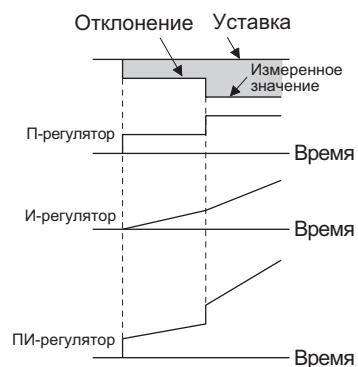 Отклонение Уставка
Измеренное
значение
П-регулятор
Время
И-регулятор
Время
ПИ-регулятор
Время